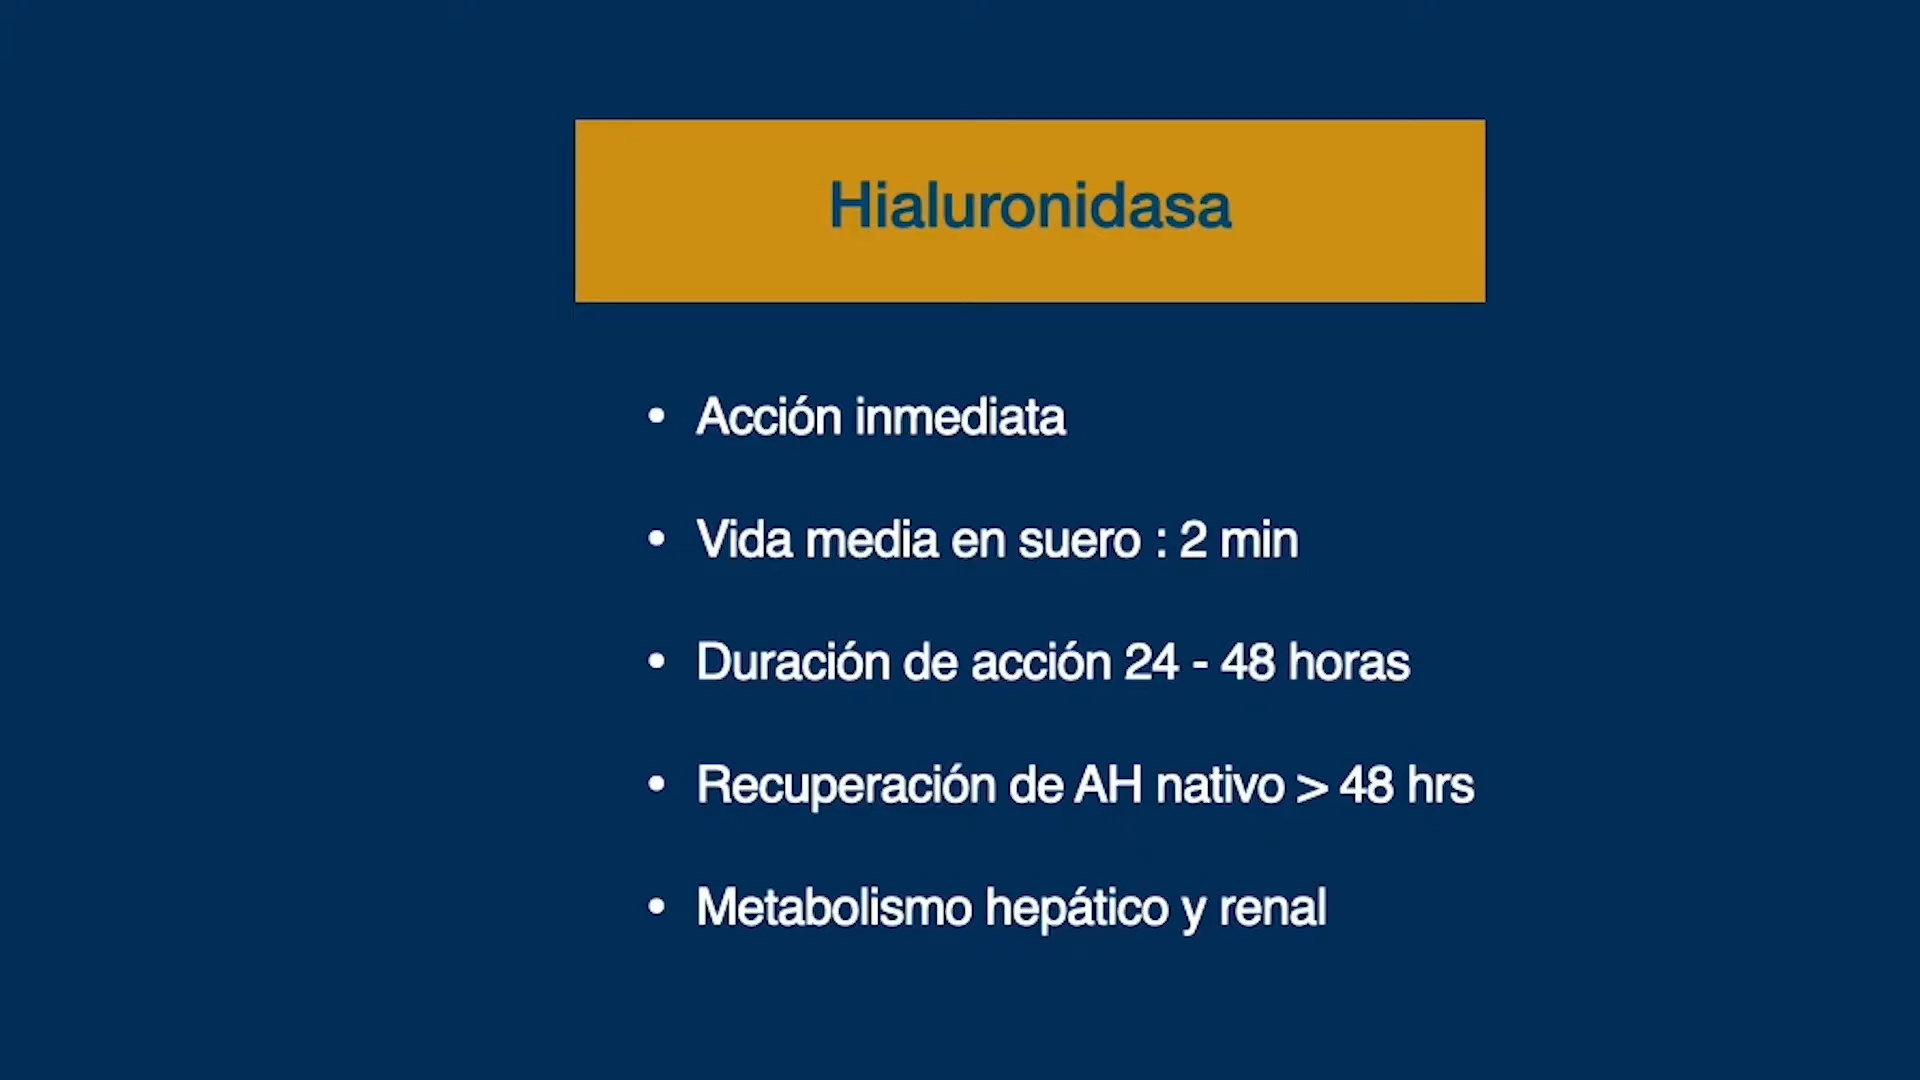 Hialuronidasa
• Acción inmediata
• Vida media en suero : 2 min
• Duración de acción 24 - 48 horas
• Recuperación de AH nativo > 48 hrs
• Metabolismo hepático y renal